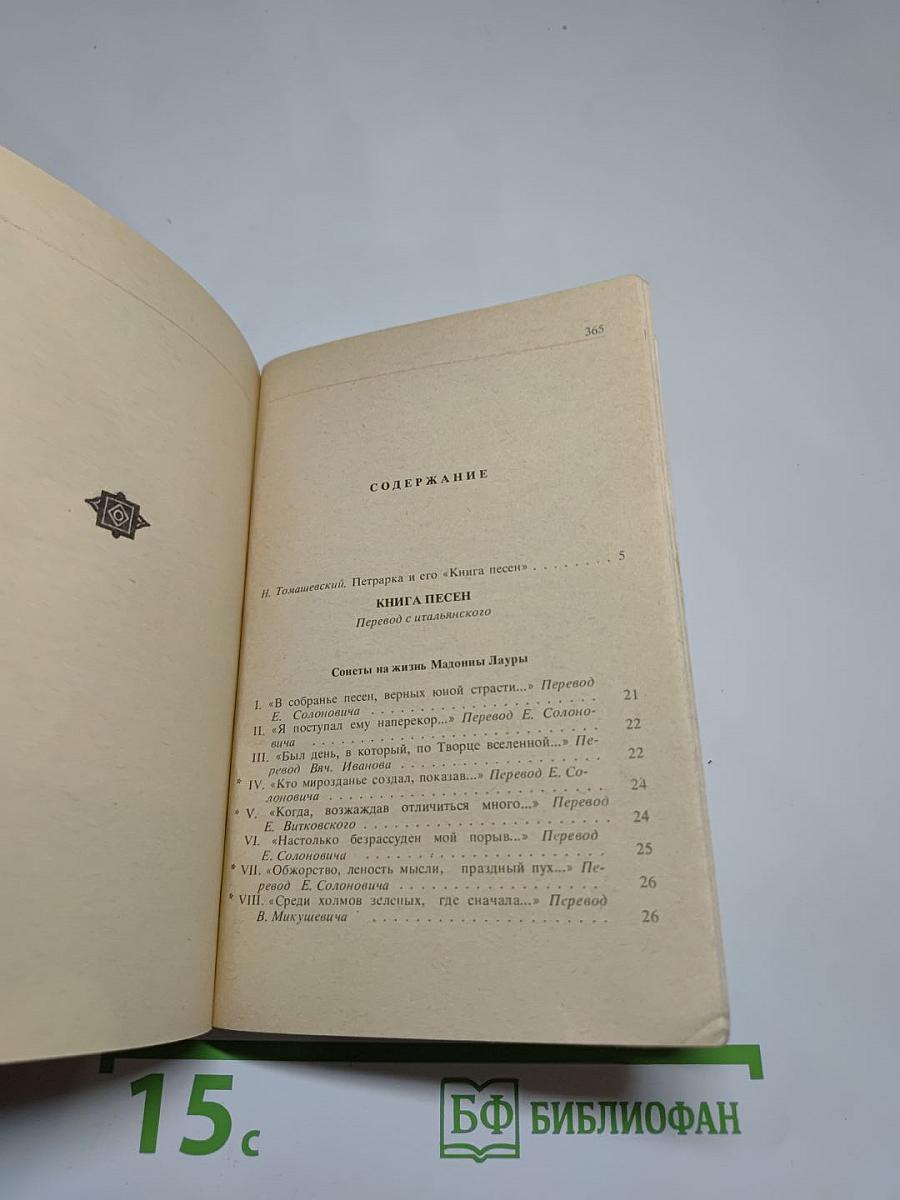 365
СОДЕРЖАНИЕ
Н. Томашевский. Петрарка и его «Книга песен» . . . . . . . . 5
КНИГА ПЕСЕН
Перевод с итальянского
Сонеты на жизнь Мадонны Лауры
I. «В собранье песен, верных юной страсти...» Перевод
Е. Солоновича . . . . . . . . . . . . . . . . . . 21
II. «Я поступал ему наперекор...» Перевод Е. Солоно-
вича . . . . . . . . . . . . . . . . . . . . . 22
III. «Был день, в который, по Творце вселенной...» Пе-
ревод Вяч. Иванова . . . . . . . . . . . . . . . 22
* IV. «Кто мирозданье создал, показав...» Перевод Е. Со-
лоновича . . . . . . . . . . . . . . . . . . . . 24
* V. «Когда, возжаждав отличиться много...» Перевод
Е. Витковского . . . . . . . . . . . . . . . . . . 24
VI. «Настолько безрассуден мой порыв...» Перевод
Е. Солоновича . . . . . . . . . . . . . . . . . . 25
* VII. «Обжорство, леность мысли, праздный пух...» Пе-
ревод Е. Солоновича . . . . . . . . . . . . . . . 26
* VIII. «Среди холмов зеленых, где сначала...» Перевод
В. Микушевича . . . . . . . . . . . . . . . . . . 26
15 с
БФ БИБЛИОФАН